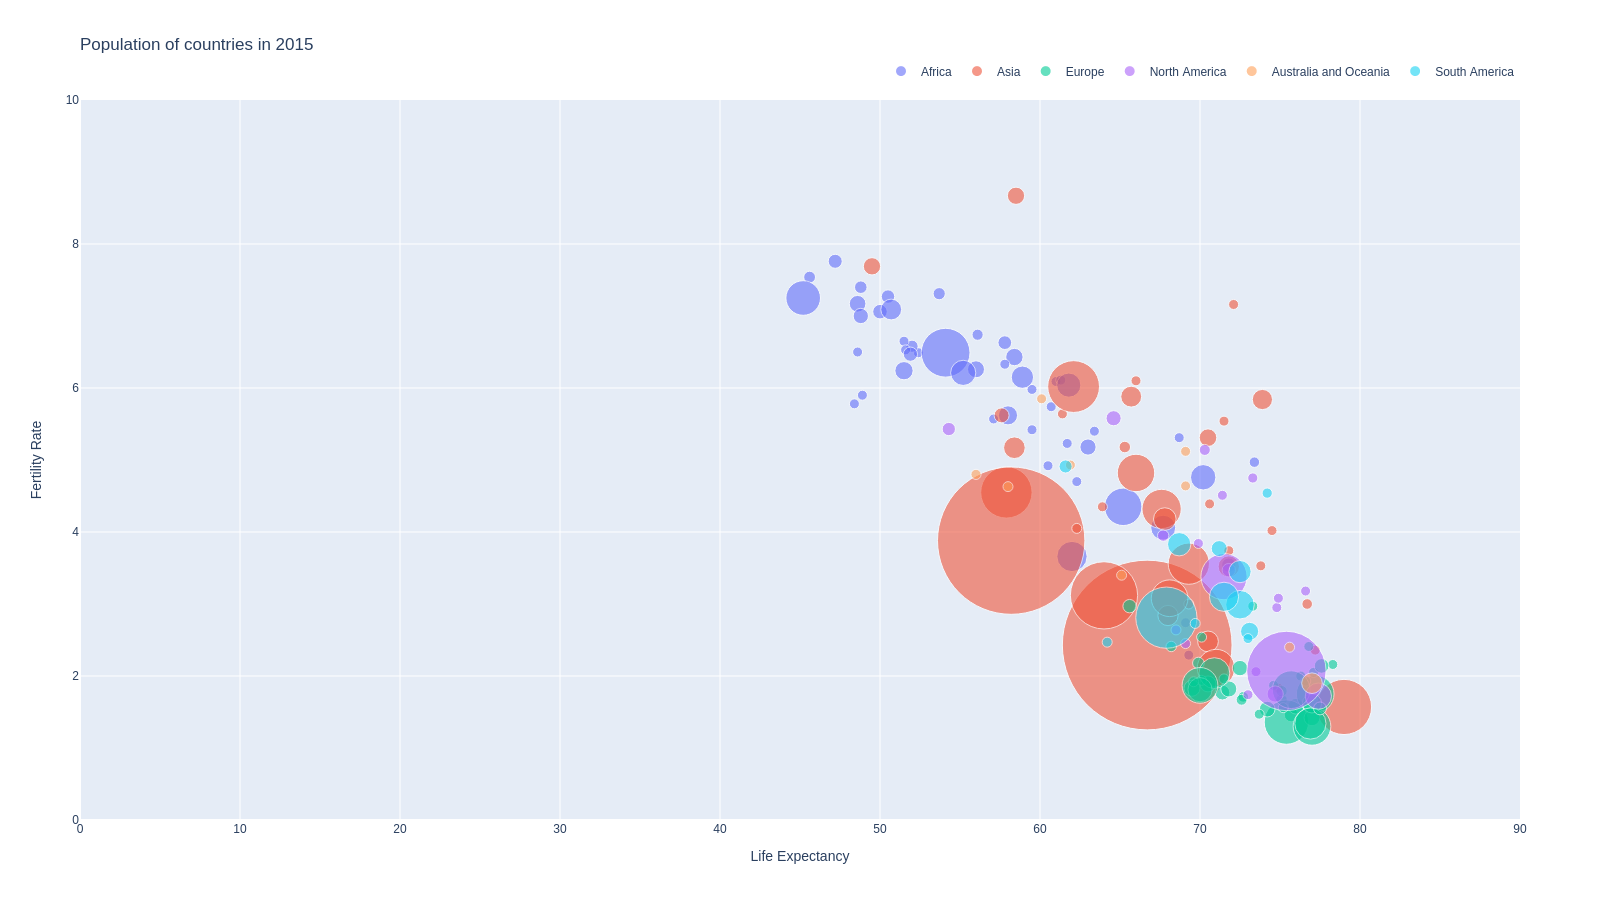 Population of countries in 2015
Africa Asia Europe North America Australia and Oceania South America
10
8
6
4
2
0
Fertility Rate
0 10 20 30 40 50 60 70 80 90
Life Expectancy